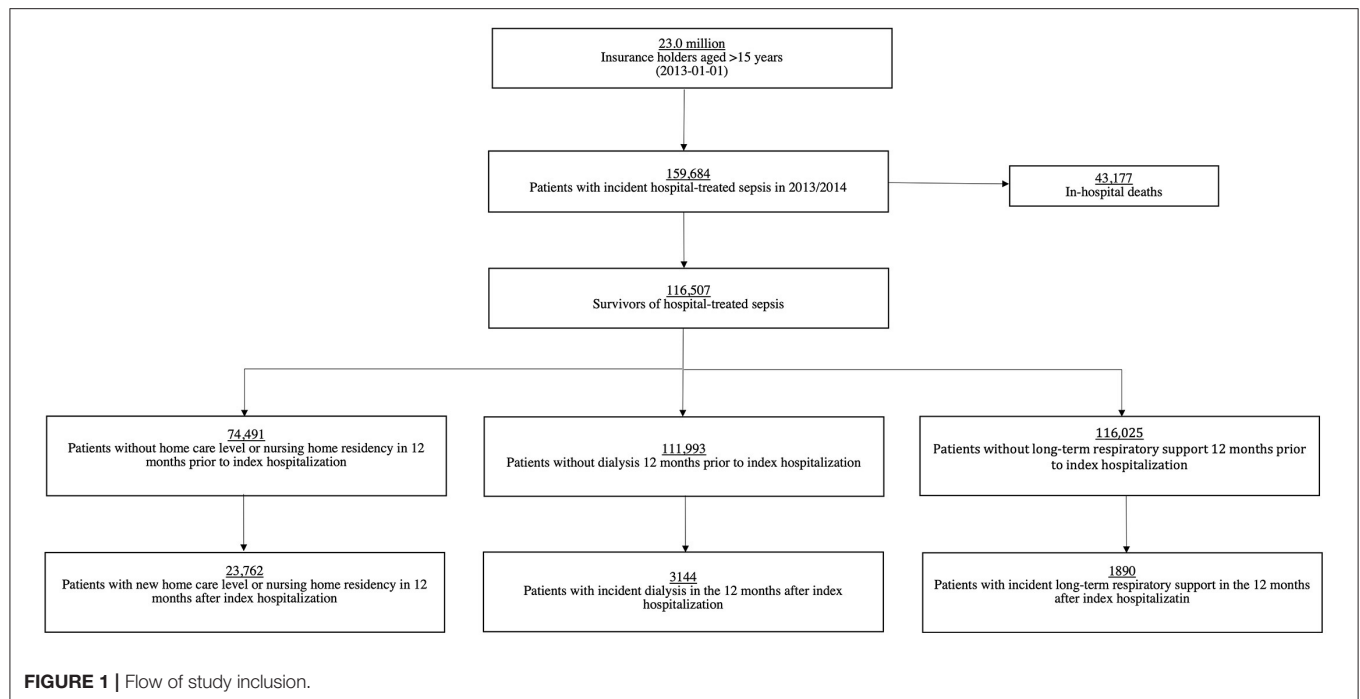 23.0 million
Insurance holders aged >15 years
(2013-01-01)
159,684
Patients with incident hospital-treated sepsis in 2013/2014
43,177
In-hospital deaths
116,507
Survivors of hospital-treated sepsis
74,491
Patients without home care level or nursing home residency in 12
months prior to index hospitalization
111,993
Patients without dialysis 12 months prior to index hospitalization
116,025
Patients without long-term respiratory support 12 months prior
to index hospitalization
23,762
Patients with new home care level or nursing home residency in 12
months after index hospitalization
3144
Patients with incident dialysis in the 12 months after index
hospitalization
1890
Patients with incident long-term respiratory support in the 12 months
after index hospitalizatin
FIGURE 1 | Flow of study inclusion.